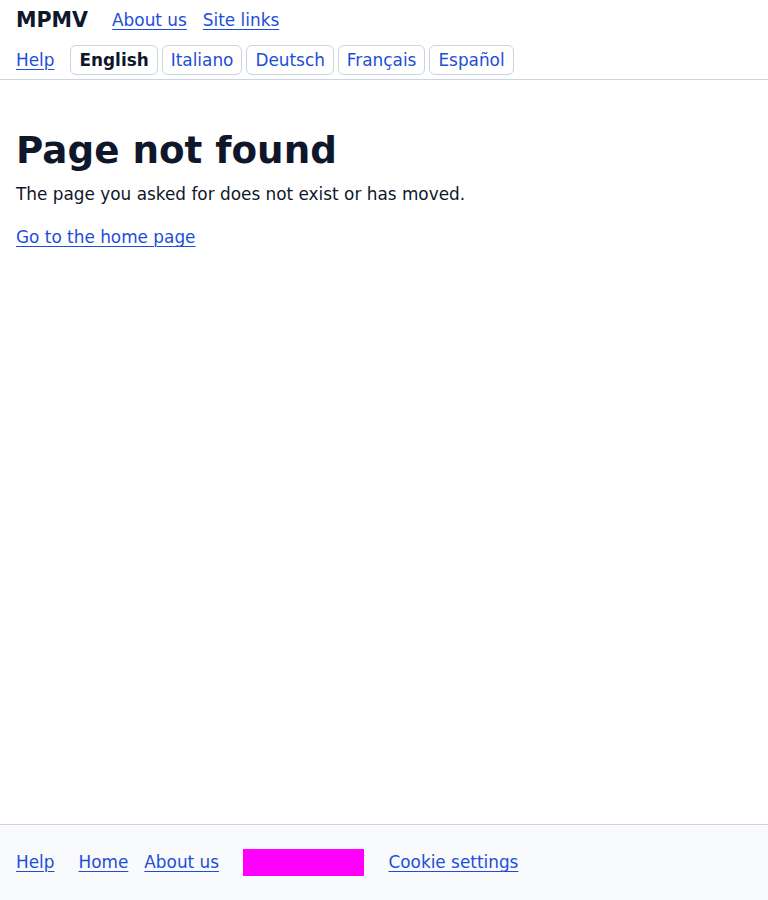 MPMV About us Site links
Help English Italiano Deutsch Français Español
Page not found
The page you asked for does not exist or has moved.
Go to the home page
Help Home About us Cookie settings